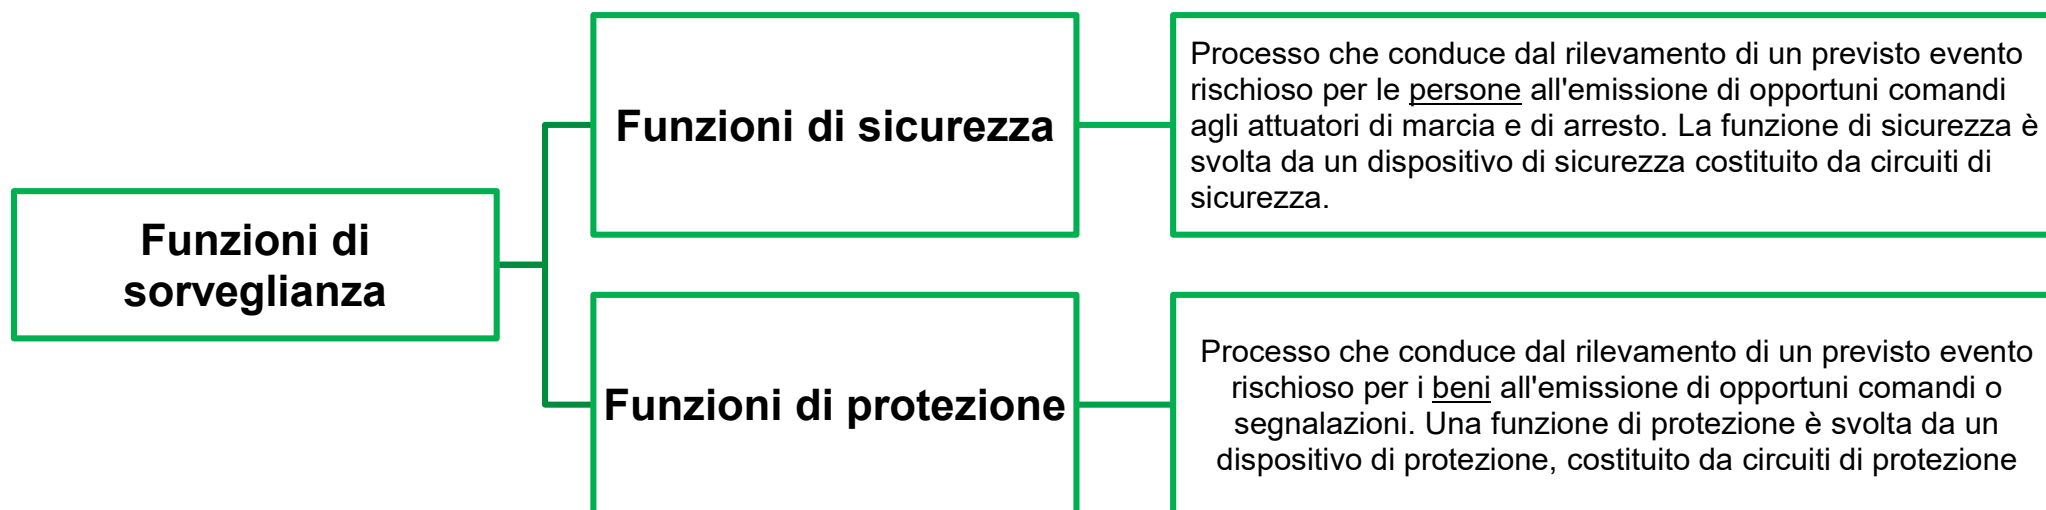 Funzioni di
sorveglianza
Funzioni di sicurezza
Processo che conduce dal rilevamento di un previsto evento
rischioso per le persone all'emissione di opportuni comandi
agli attuatori di marcia e di arresto. La funzione di sicurezza è
svolta da un dispositivo di sicurezza costituito da circuiti di
sicurezza.
Funzioni di protezione
Processo che conduce dal rilevamento di un previsto evento
rischioso per i beni all'emissione di opportuni comandi o
segnalazioni. Una funzione di protezione è svolta da un
dispositivo di protezione, costituito da circuiti di protezione